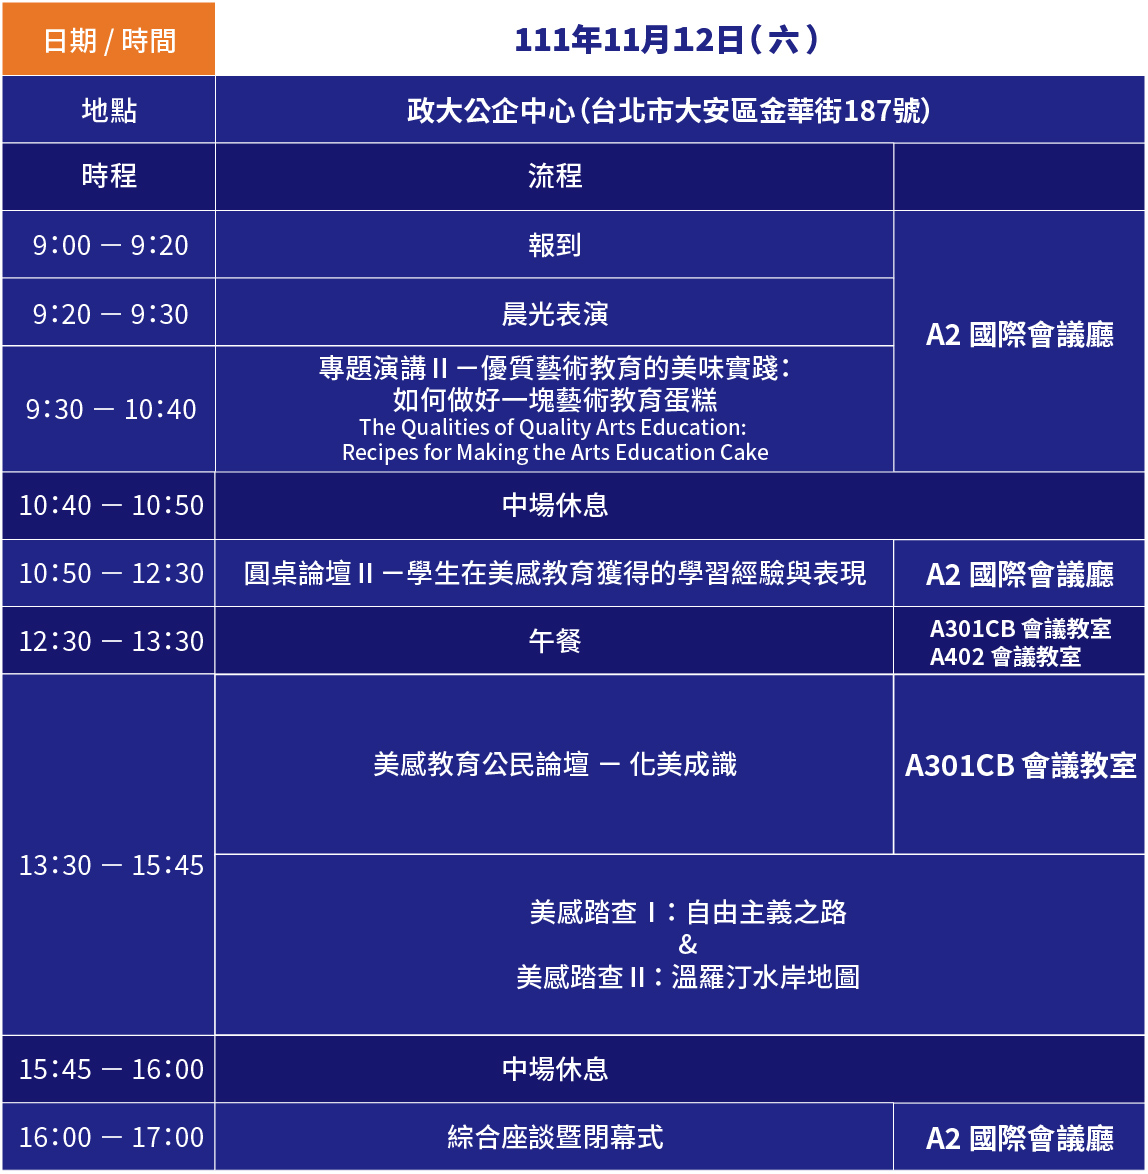 日期 / 時間
111年11月12日（六）
地點
政大公企中心（台北市大安區金華街187號）
時程
流程
9：00 － 9：20
報到
A2 國際會議廳
9：20 － 9：30
晨光表演
9：30 － 10：40
專題演講Ⅱ－優質藝術教育的美味實踐：
如何做好一塊藝術教育蛋糕
The Qualities of Quality Arts Education:
Recipes for Making the Arts Education Cake
10：40 － 10：50
中場休息
10：50 － 12：30
圓桌論壇Ⅱ－學生在美感教育獲得的學習經驗與表現
A2 國際會議廳
12：30 － 13：30
午餐
A301CB 會議教室
A402 會議教室
13：30 － 15：45
美感教育公民論壇 － 化美成識
A301CB 會議教室
美感踏查Ⅰ：自由主義之路
&
美感踏查Ⅱ：溫羅汀水岸地圖
15：45 － 16：00
中場休息
16：00 － 17：00
綜合座談暨閉幕式
A2 國際會議廳